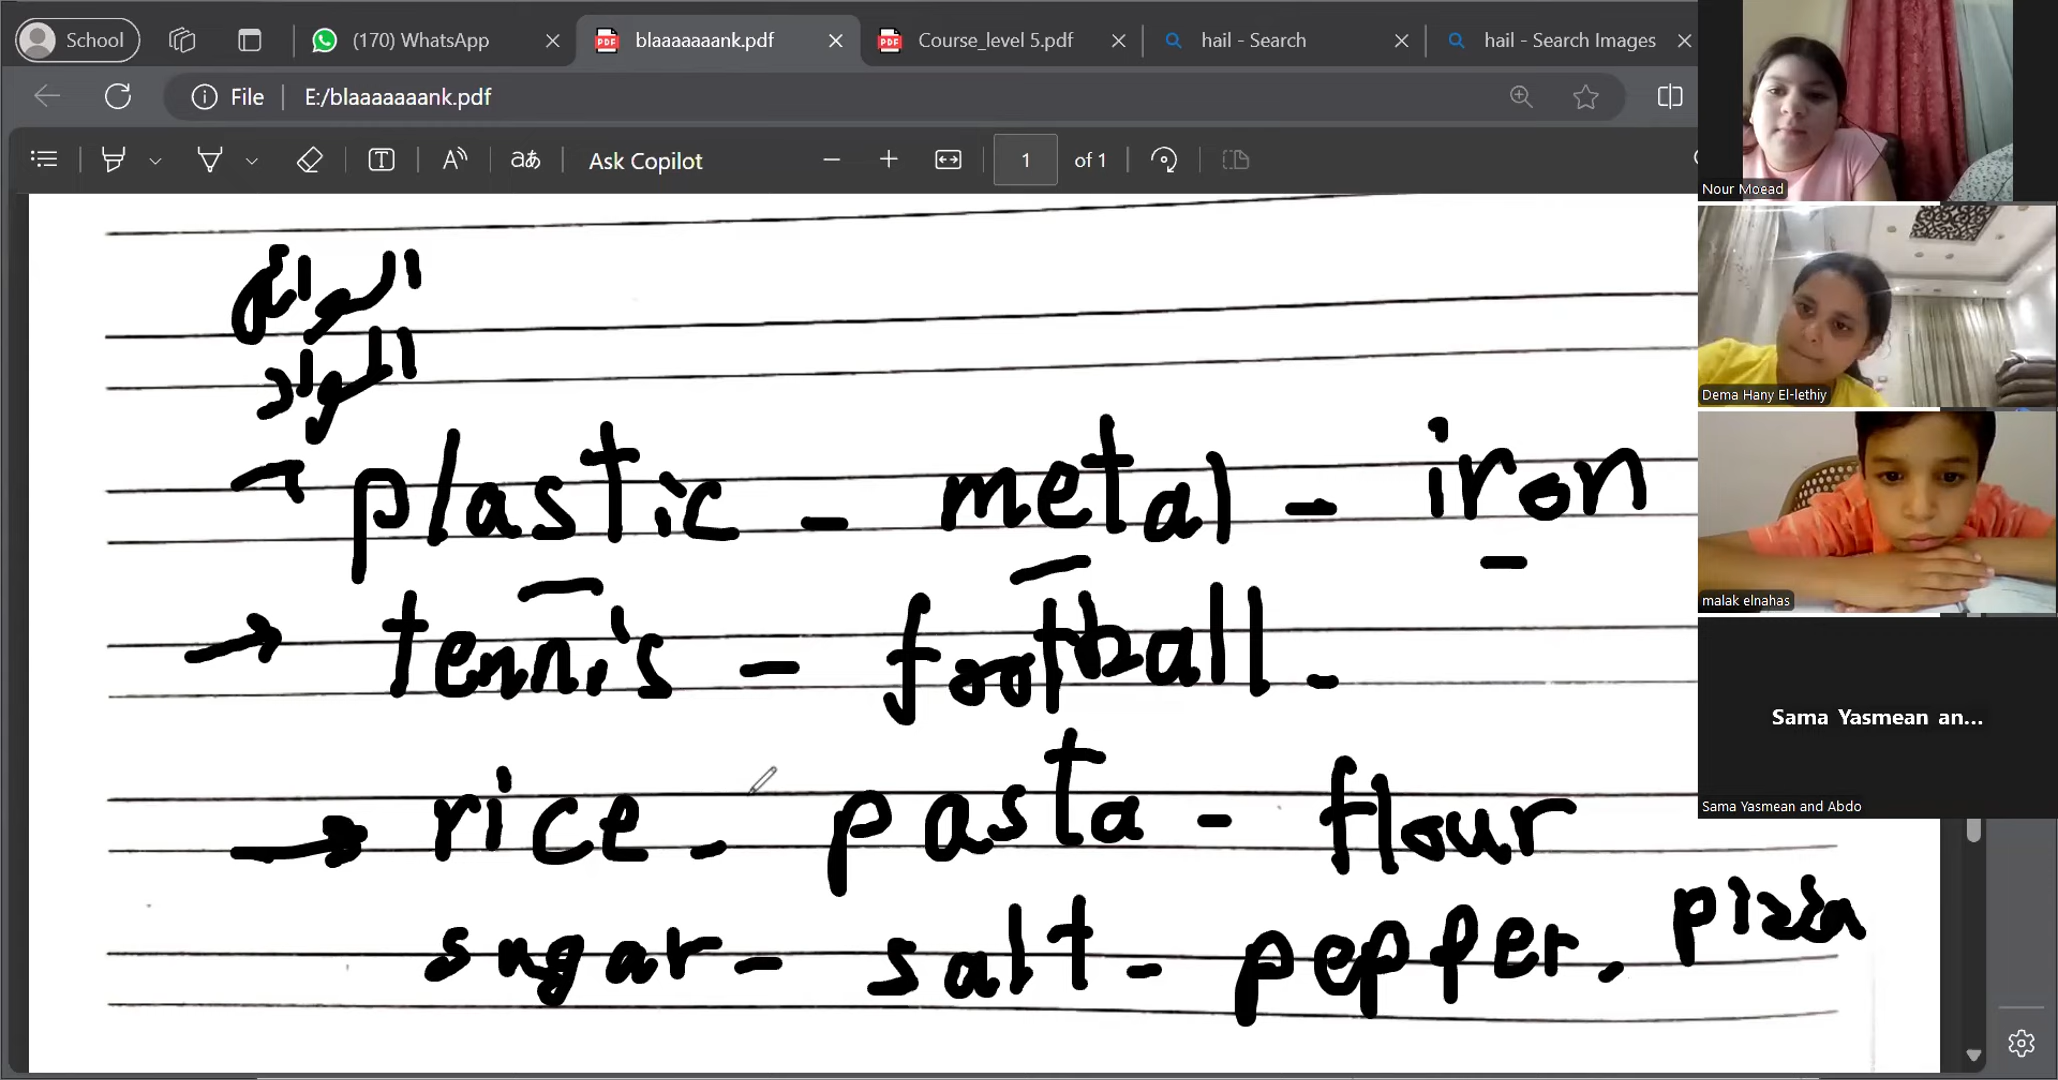 School
(170) WhatsApp
blaaaaaaank.pdf
Course_level 5.pdf
hail - Search
hail - Search Images
File
E:/blaaaaaaank.pdf
Ask Copilot
1 of 1
المواد
plastic - metal - iron
tennis - football -
rice - pasta - flour
sugar - salt - pepper - pizza
Nour Moead
Dema Hany El-lethiy
malak elnahas
Sama Yasmean an...
Sama Yasmean and Abdo